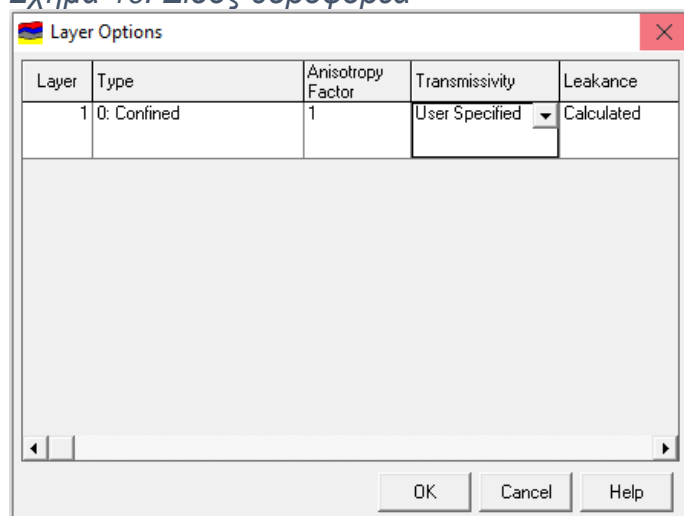 Layer Options
Layer Type Anisotropy Factor Transmissivity Leakance
1 0: Confined 1 User Specified Calculated
OK Cancel Help